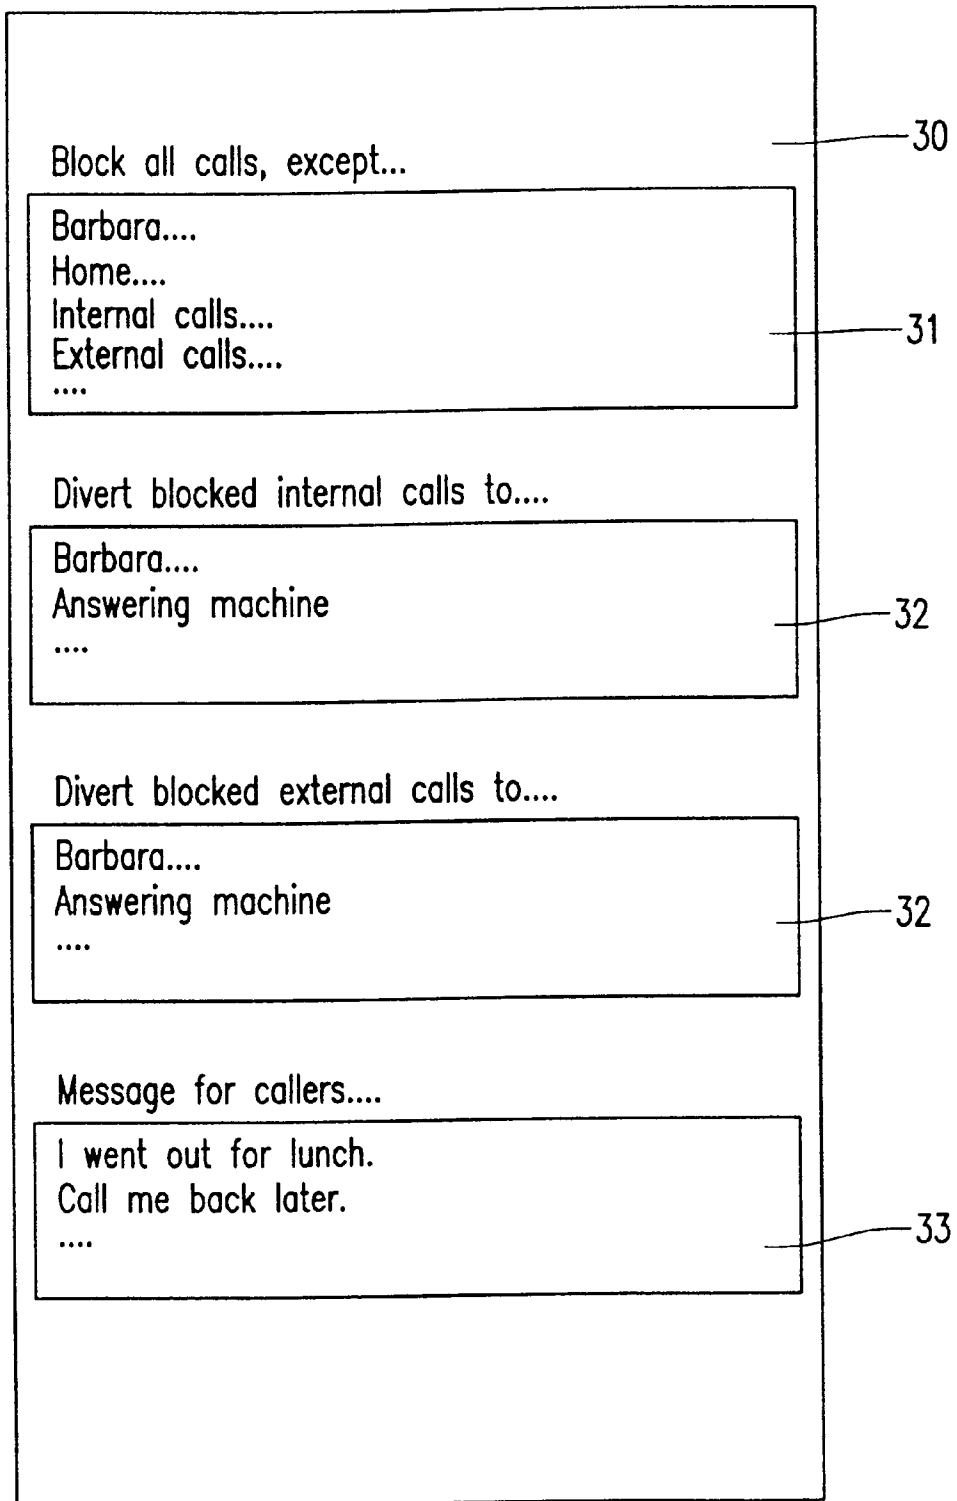 30
Block all calls, except...
Barbara....
Home....
Internal calls....
31
External calls....
....
Divert blocked internal calls to....
Barbara....
Answering machine
32
....
Divert blocked external calls to....
Barbara....
Answering machine
32
....
Message for callers....
I went out for lunch.
Call me back later.
33
....